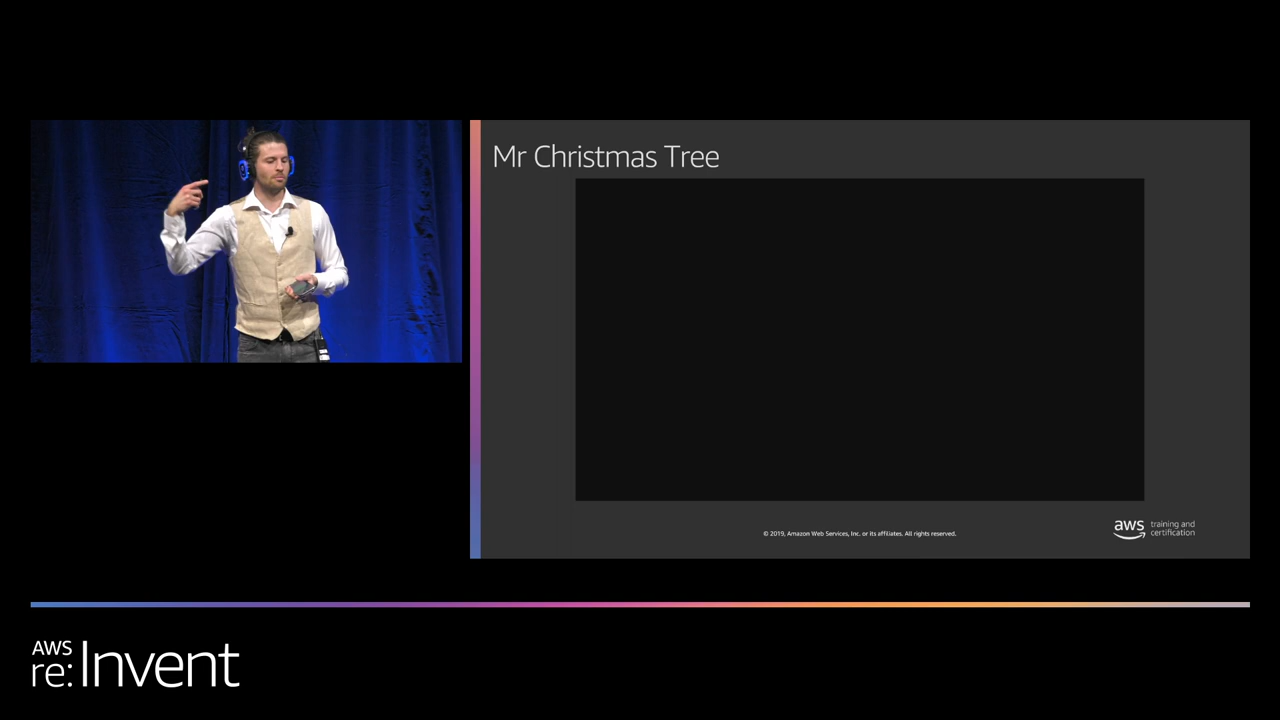 Mr Christmas Tree
© 2019, Amazon Web Services, Inc. or its affiliates. All rights reserved.
aws training and
certification
AWS
re:Invent